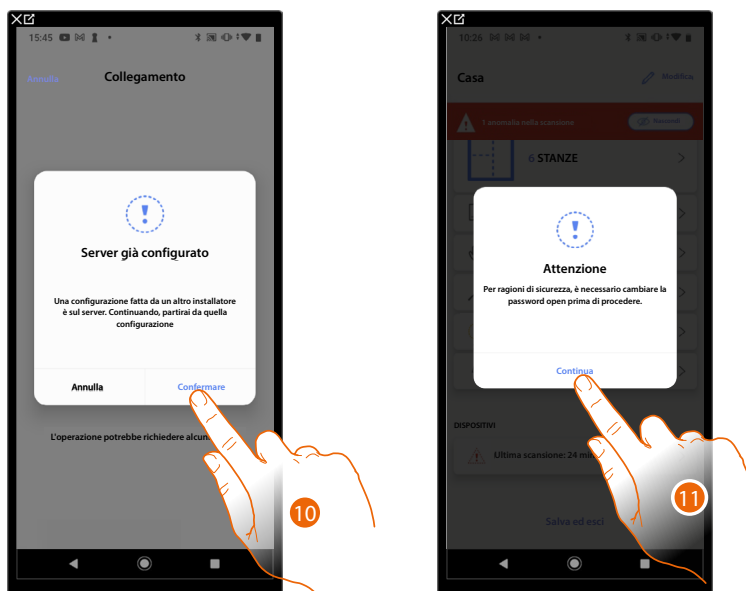 15:45
Annulla
Collegamento
Server già configurato
Una configurazione fatta da un altro installatore
è sul server. Continuando, partirai da quella
configurazione
Annulla
Confermare
L'operazione potrebbe richiedere
10
10:26
Casa
Modifica
1 anomalia nella scansione
6 STANZE
Attenzione
Per ragioni di sicurezza, è necessario cambiare la
password open prima di procedere.
Continua
DISPOSITIVI
Ultima scansione: 24
Salva ed esci
11